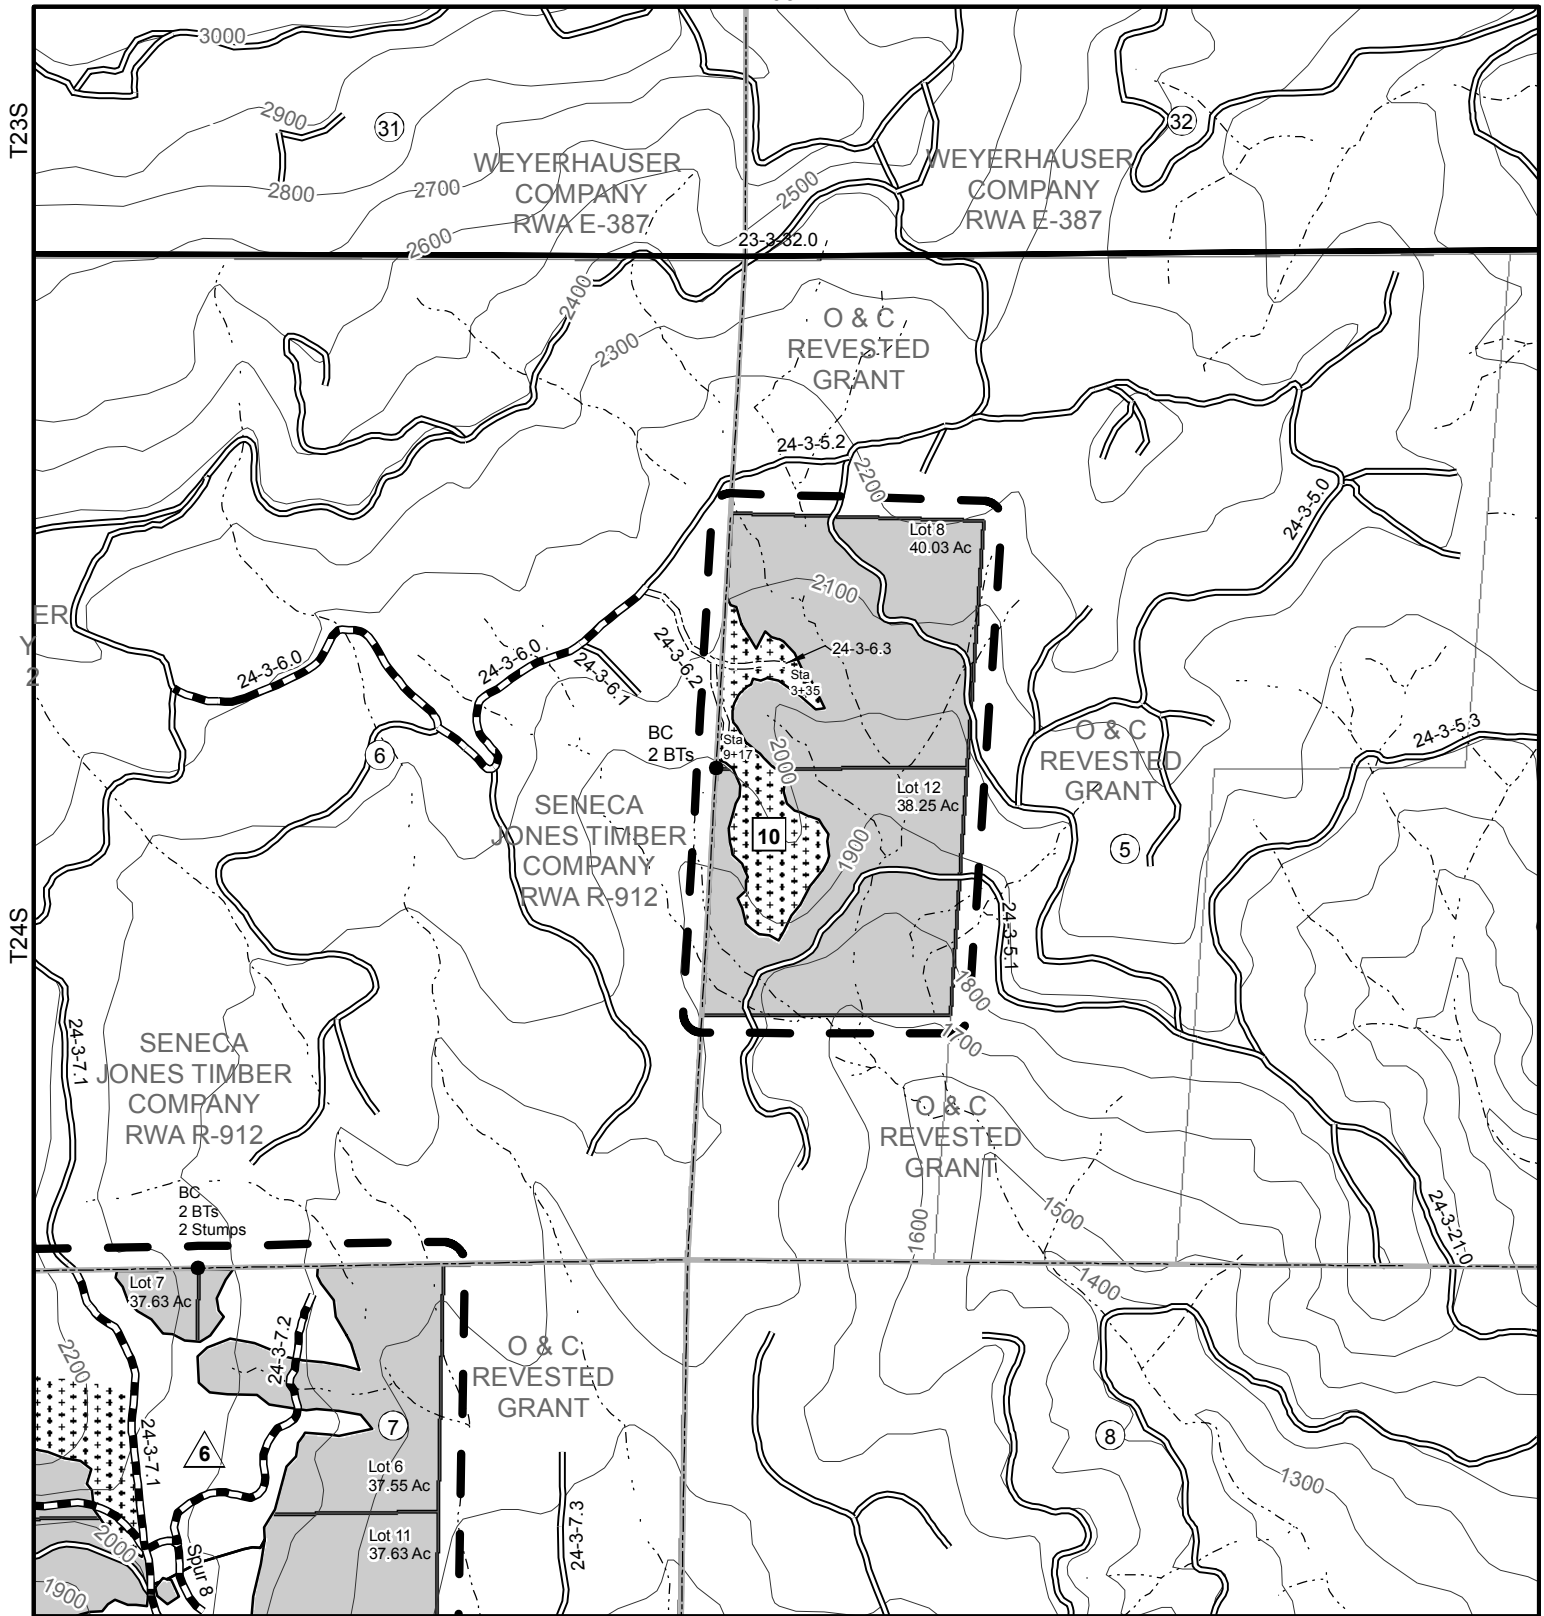 3000
2900
31
32
T23S
WEYERHAUSER
COMPANY
RWA E-387
WEYERHAUSER
COMPANY
RWA E-387
2800
2700
2500
2600
23-3-32.0
2400
2300
O & C
REVESTED
GRANT
24-3-5.2
2200
24-3-5.0
Lot 8
40.03 Ac
2100
ER
Y
2
24-3-6.0
24-3-6.0
24-3-6.1
24-3-6.2
24-3-6.3
Sta
3+35
Sta
9+17
BC
2 BTs
2000
6
O & C
REVESTED
GRANT
24-3-5.3
Lot 12
38.25 Ac
SENECA
JONES TIMBER
COMPANY
RWA R-912
10
1900
5
T24S
24-3-5.1
1800
1700
24-3-7.1
SENECA
JONES TIMBER
COMPANY
RWA R-912
O & C
REVESTED
GRANT
BC
2 BTs
2 Stumps
1600
1500
24-3-21.0
1400
Lot 7
37.63 Ac
24-3-7.2
2200
O & C
REVESTED
GRANT
7
8
24-3-7.1
6
Lot 6
37.55 Ac
1300
24-3-7.3
2000
Lot 11
37.63 Ac
Spur 8
1900